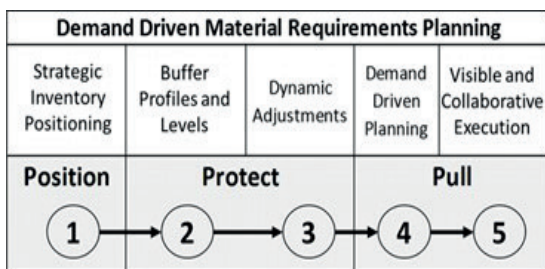 Demand Driven Material Requirements Planning
Strategic
Inventory
Positioning
Buffer
Profiles and
Levels
Dynamic
Adjustments
Demand
Driven
Planning
Visible and
Collaborative
Execution
Position
Protect
Pull
1
2
3
4
5